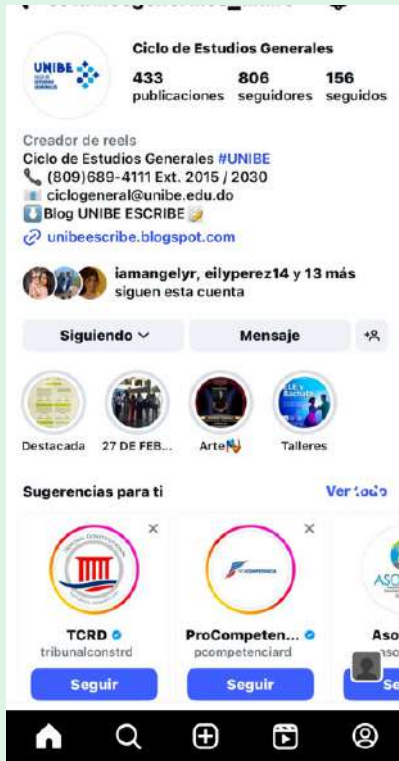 UNIBE
Ciclo de Estudios Generales
433 806 156
publicaciones seguidores seguidos
Creador de reels
Ciclo de Estudios Generales #UNIBE
📞 (809)689-4111 Ext. 2015 / 2030
📧 ciclogeneral@unibe.edu.do
⬇️Blog UNIBE ESCRIBE📝
unibeescribe.blogspot.com
iamangelyr, eilyperez14 y 13 más
siguen esta cuenta
Siguiendo Mensaje
Destacada 27 DE FEB... Arte Talleres
Sugerencias para ti Ver todo
TCRD ProCompeten... Aso
tribunalconstrd pcompetenciard
Seguir Seguir Se